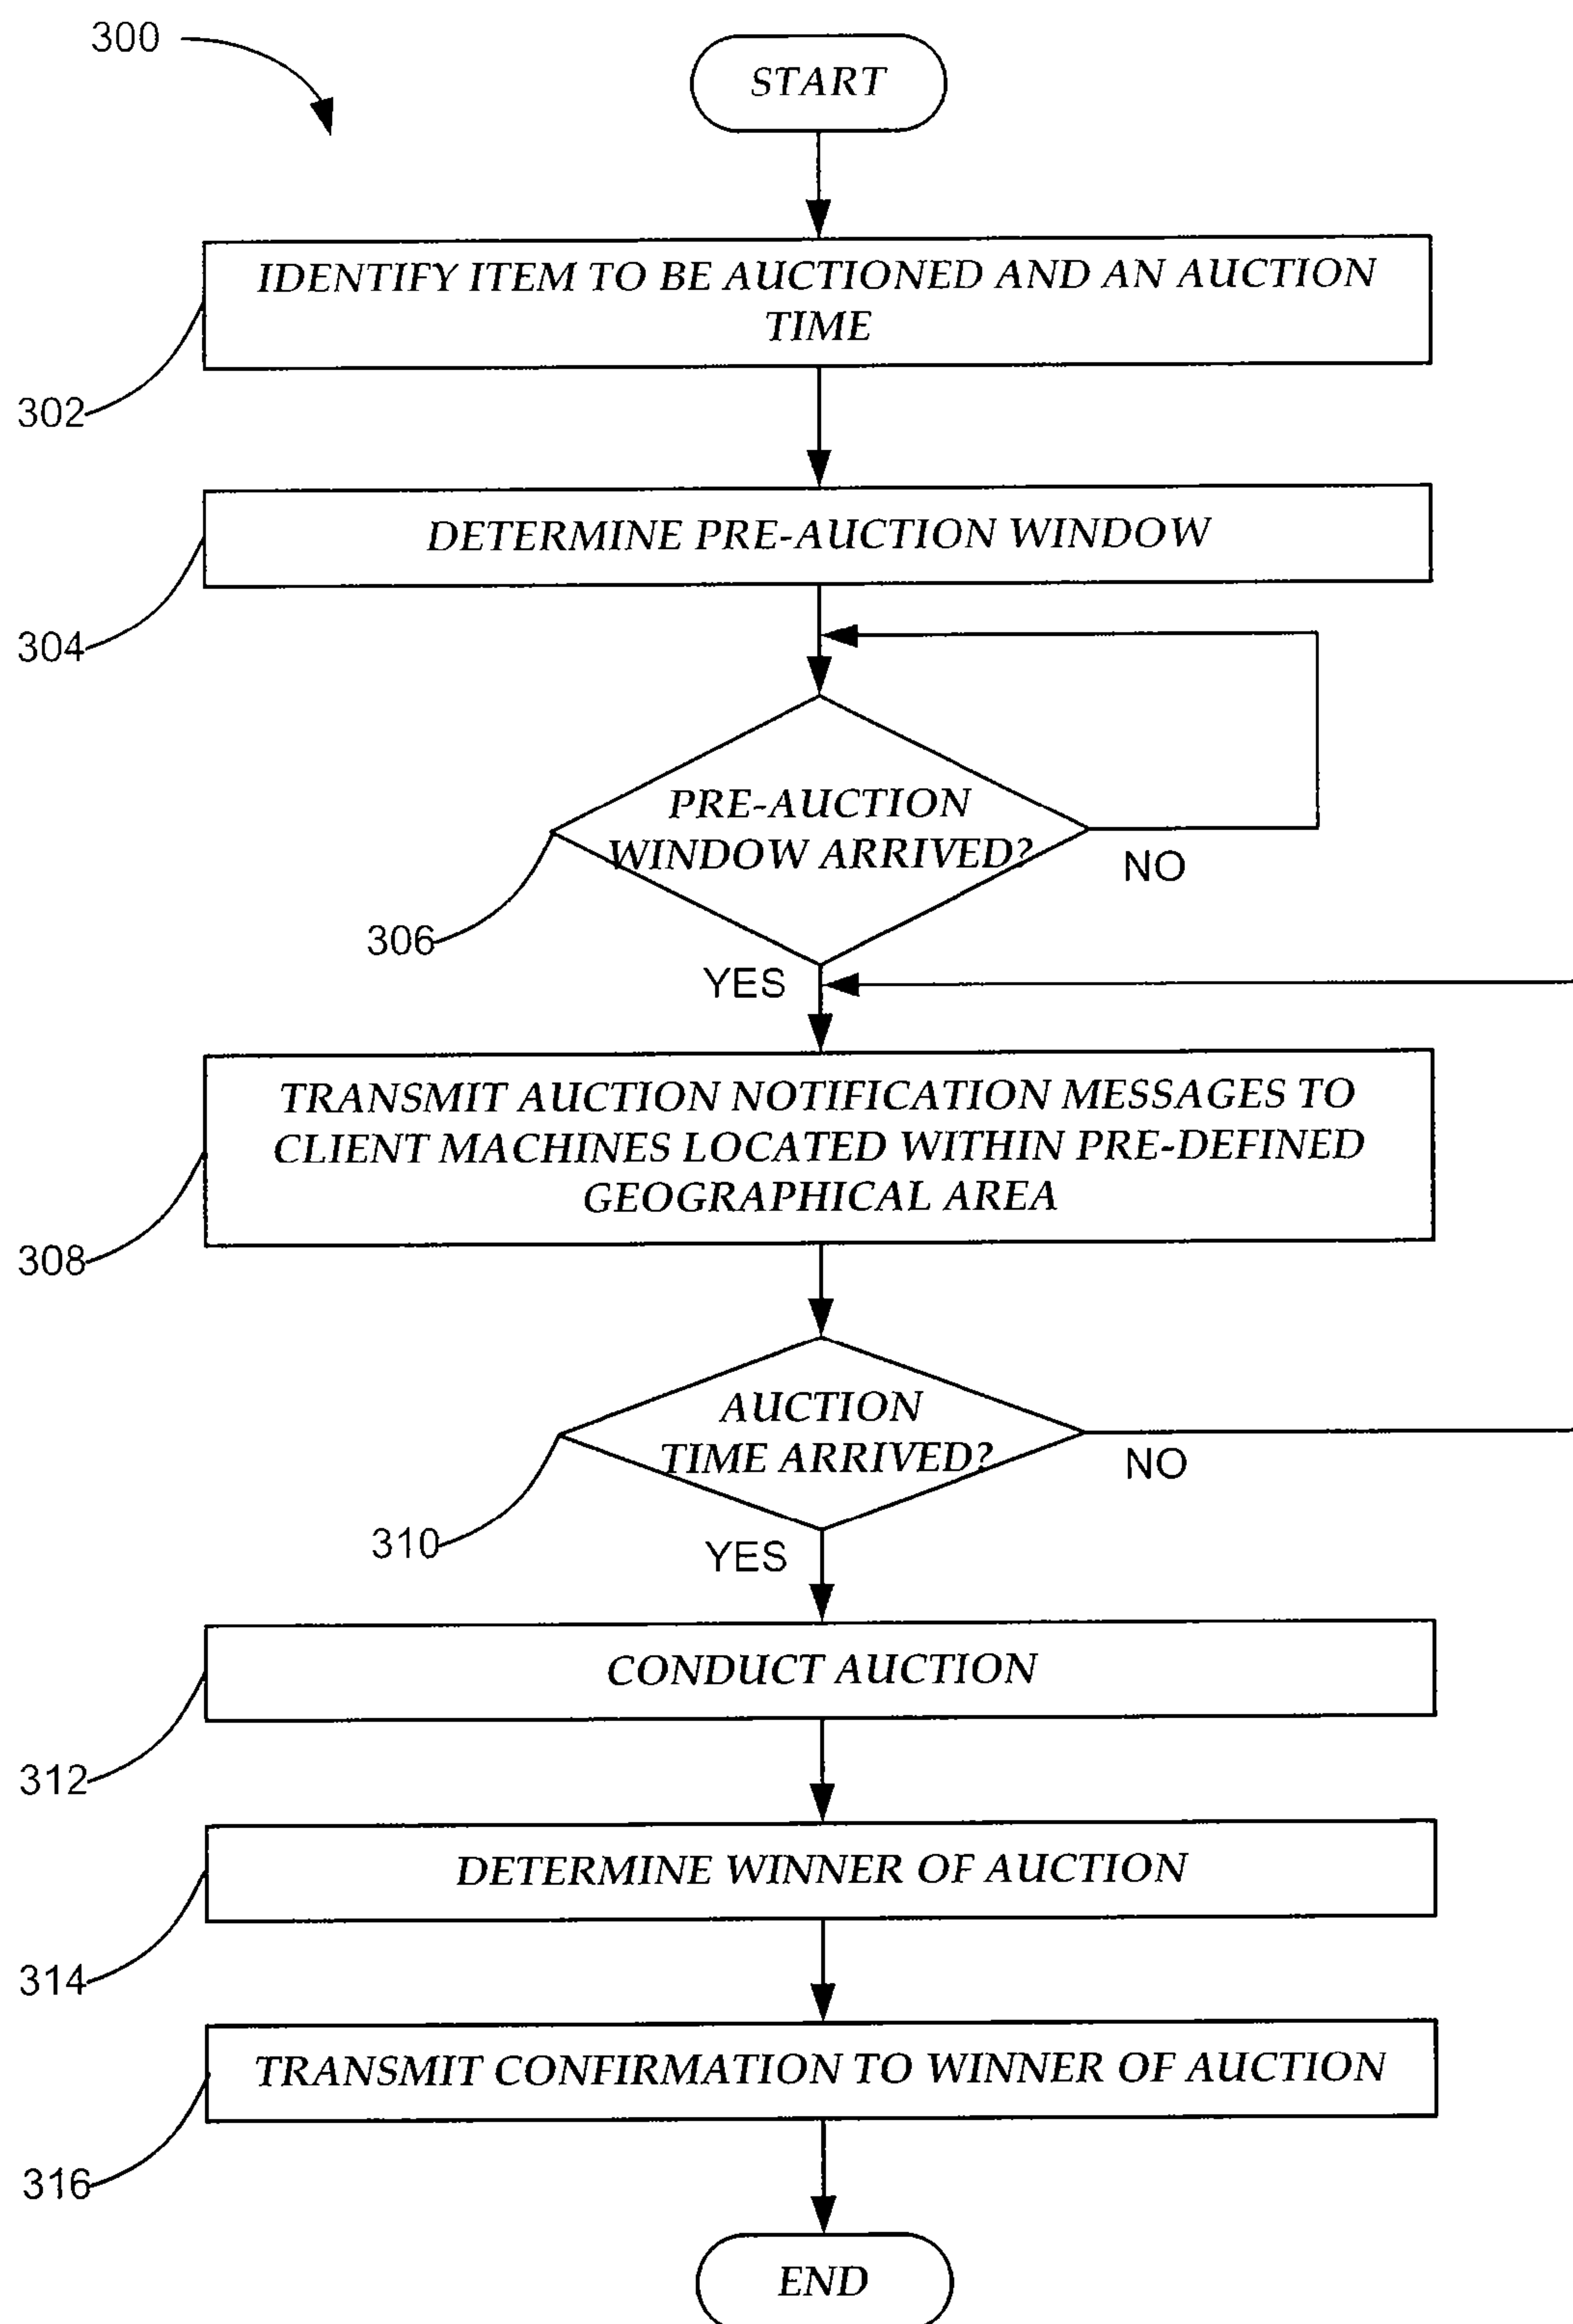 300
START
IDENTIFY ITEM TO BE AUCTIONED AND AN AUCTION
TIME
302
DETERMINE PRE-AUCTION WINDOW
304
PRE-AUCTION
WINDOW ARRIVED?
NO
306
YES
TRANSMIT AUCTION NOTIFICATION MESSAGES TO
CLIENT MACHINES LOCATED WITHIN PRE-DEFINED
GEOGRAPHICAL AREA
308
AUCTION
TIME ARRIVED?
NO
310
YES
CONDUCT AUCTION
312
DETERMINE WINNER OF AUCTION
314
TRANSMIT CONFIRMATION TO WINNER OF AUCTION
316
END